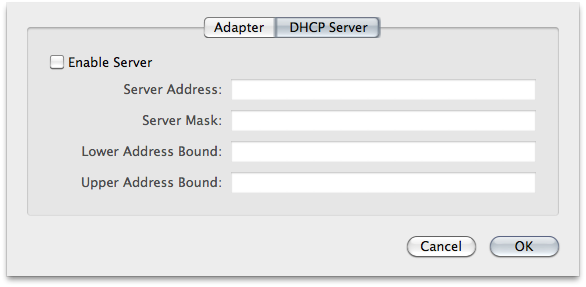 Adapter DHCP Server
Enable Server
Server Address:
Server Mask:
Lower Address Bound:
Upper Address Bound:
Cancel OK